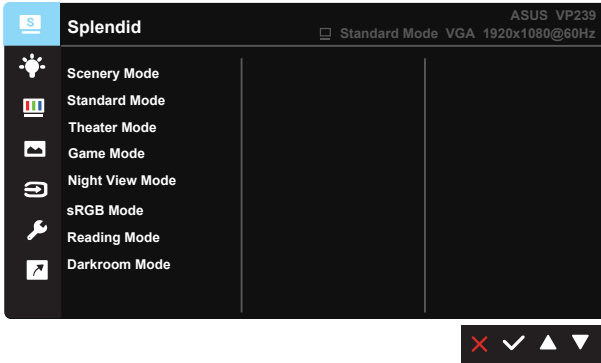 S
Splendid
ASUS VP239
Standard Mode VGA 1920x1080@60Hz
Scenery Mode
Standard Mode
Theater Mode
Game Mode
Night View Mode
sRGB Mode
Reading Mode
Darkroom Mode